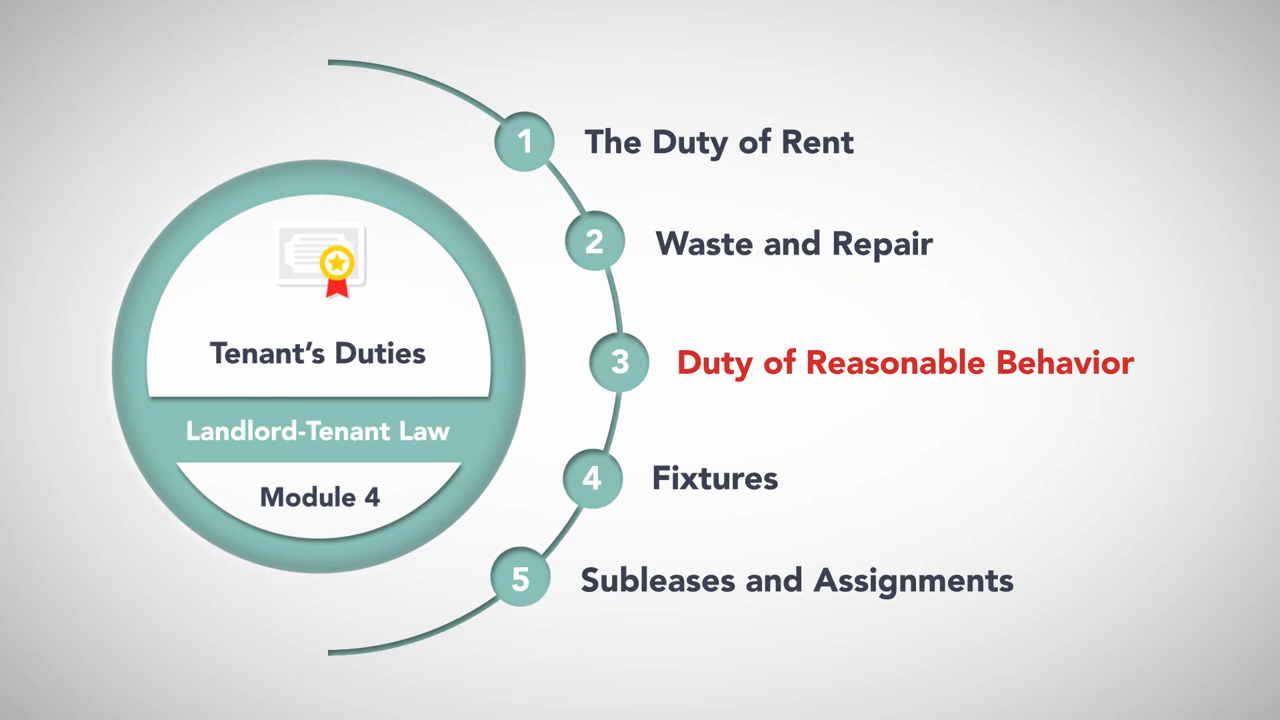 Tenant's Duties
Landlord-Tenant Law
Module 4
1 The Duty of Rent
2 Waste and Repair
3 Duty of Reasonable Behavior
4 Fixtures
5 Subleases and Assignments